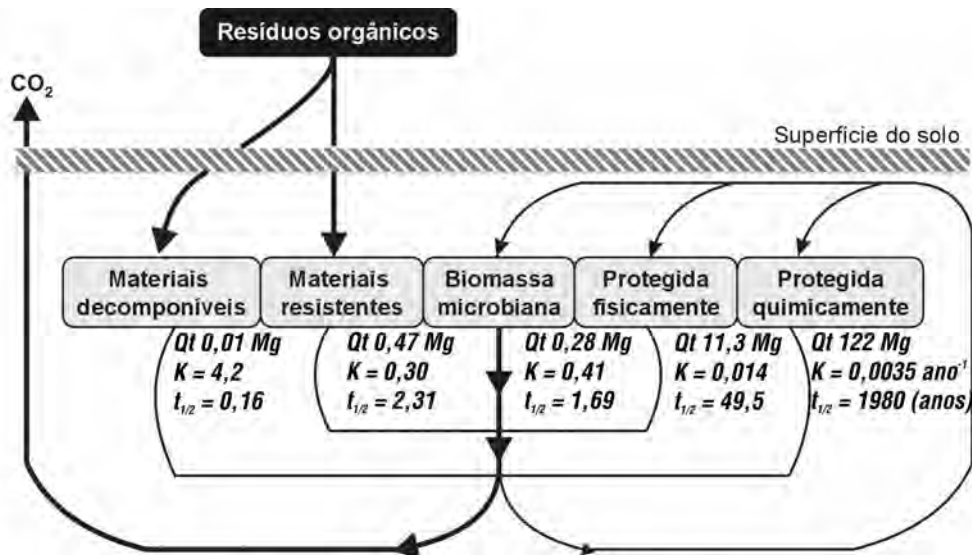 Resíduos orgânicos
CO₂
Superfície do solo
Materiais
decomponíveis
Materiais
resistentes
Biomassa
microbiana
Protegida
fisicamente
Protegida
quimicamente
Qt 0,01 Mg
K = 4,2
t₁/₂ = 0,16
Qt 0,47 Mg
K = 0,30
t₁/₂ = 2,31
Qt 0,28 Mg
K = 0,41
t₁/₂ = 1,69
Qt 11,3 Mg
K = 0,014
t₁/₂ = 49,5
Qt 122 Mg
K = 0,0035 ano⁻¹
t₁/₂ = 1980 (anos)